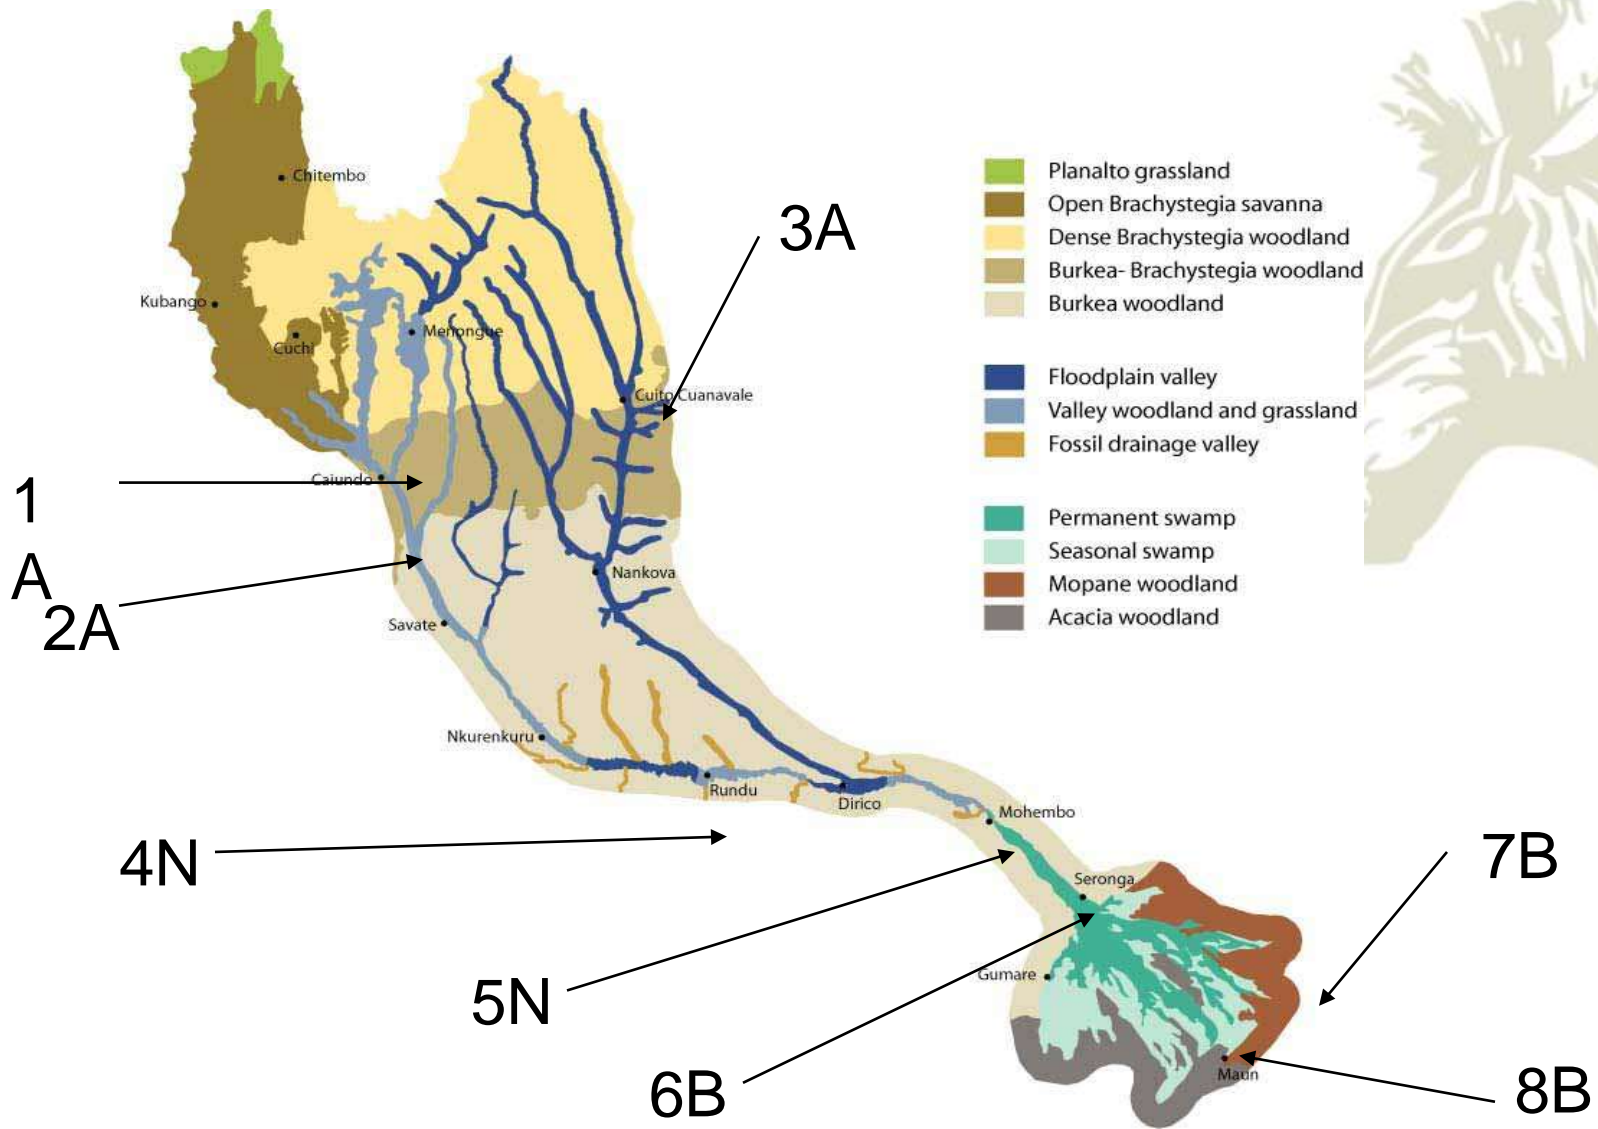 Chitembo
3A
Kubango
Menongue
Cuchi
Cuito Cuanavale
Caiundo
1
A
2A
Nankova
Savate
Nkurenkuru
Rundu
Dirico
Mohembo
4N
Seronga
7B
Gumare
5N
Maun
6B
8B
Planalto grassland
Open Brachystegia savanna
Dense Brachystegia woodland
Burkea- Brachystegia woodland
Burkea woodland
Floodplain valley
Valley woodland and grassland
Fossil drainage valley
Permanent swamp
Seasonal swamp
Mopane woodland
Acacia woodland